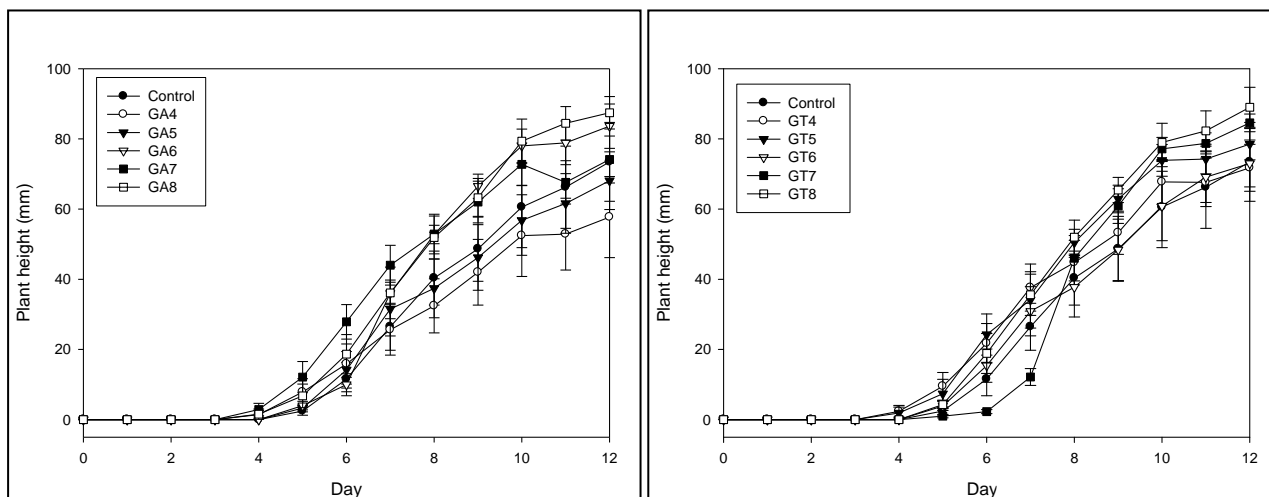 100
80
60
40
20
0
Plant height (mm)
Control
GA4
GA5
GA6
GA7
GA8
0 2 4 6 8 10 12
Day
100
80
60
40
20
0
Plant height (mm)
Control
GT4
GT5
GT6
GT7
GT8
0 2 4 6 8 10 12
Day